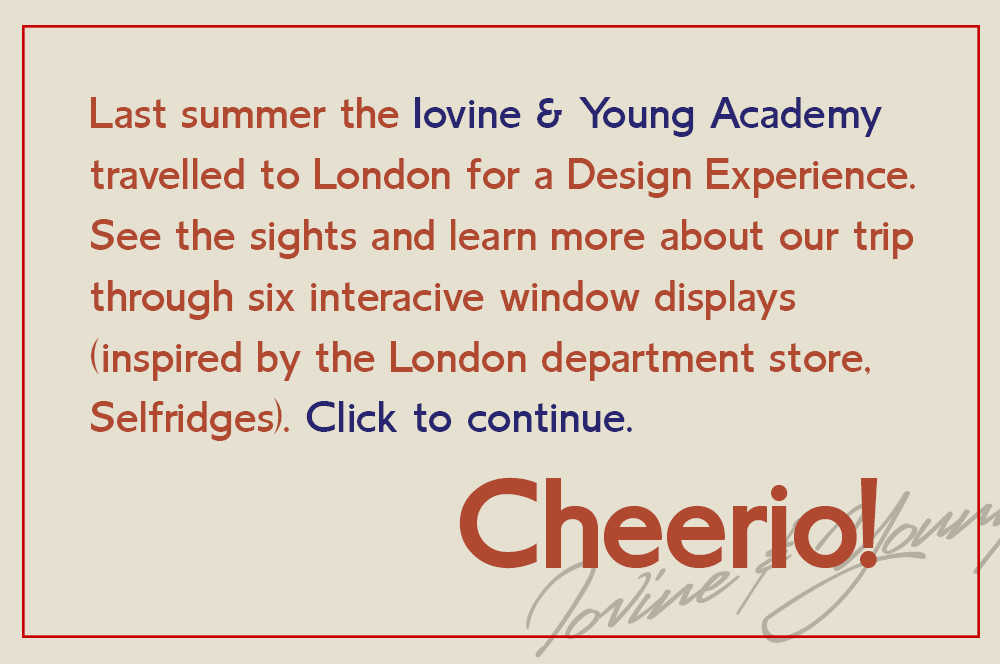 Last summer the Iovine & Young Academy
travelled to London for a Design Experience.
See the sights and learn more about our trip
through six interacive window displays
(inspired by the London department store,
Selfridges). Click to continue.
Cheerio!
Iovine & Young